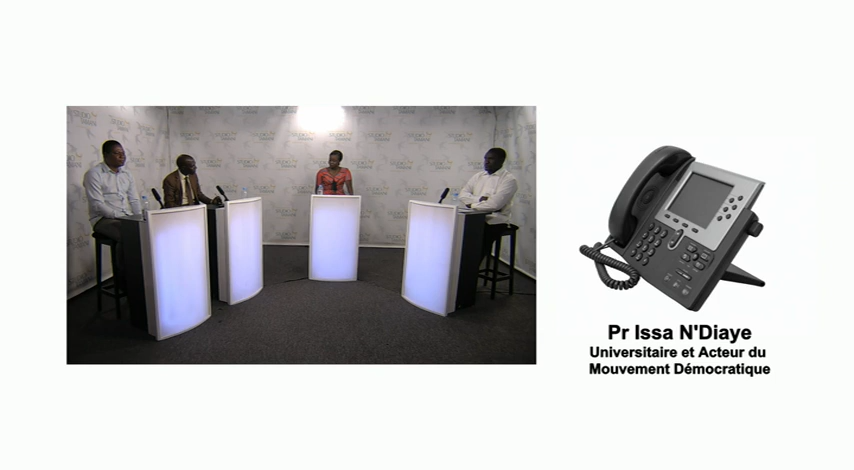 Pr Issa N'Diaye
Universitaire et Acteur du
Mouvement Démocratique